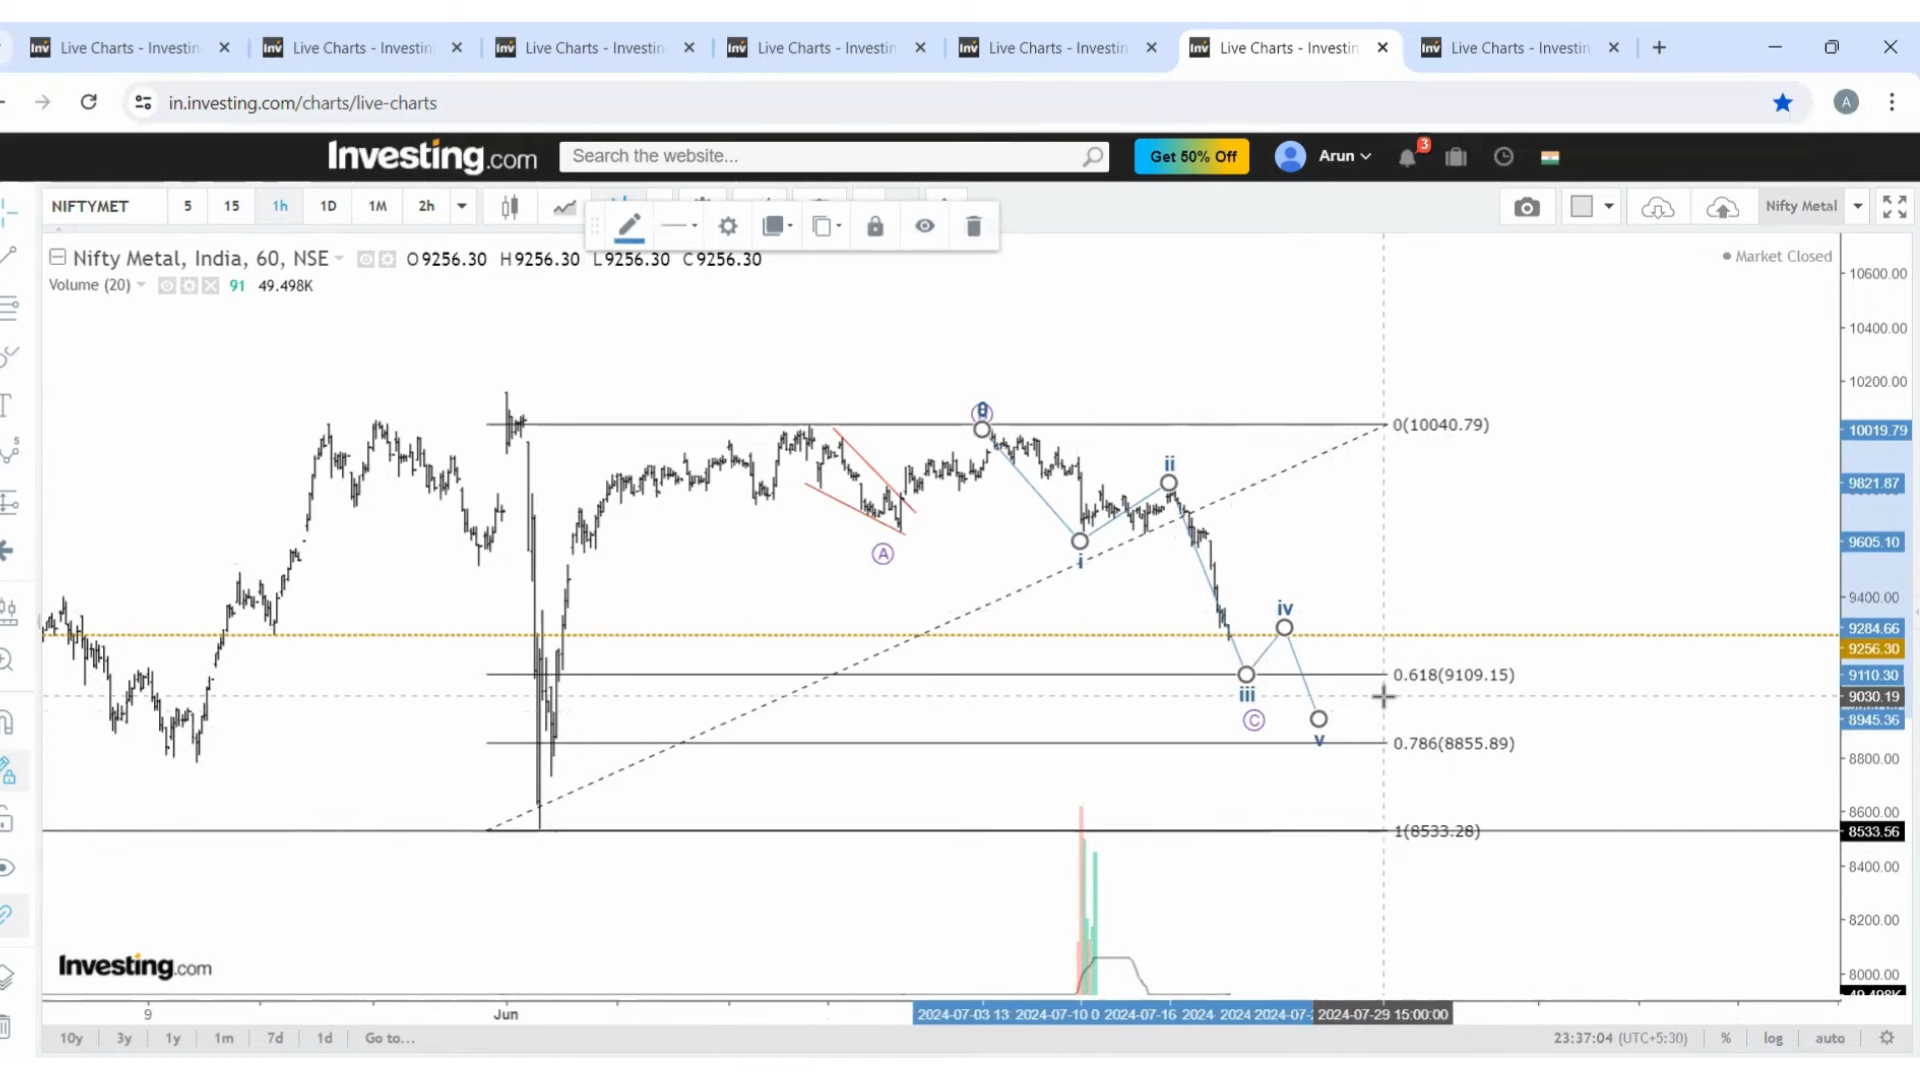 Live Charts - Investin
Live Charts - Investin
Live Charts - Investin
Live Charts - Investin
Live Charts - Investin
Live Charts - Investin
Live Charts - Investin
in.investing.com/charts/live-charts
A
Investing.com
Search the website...
Get 50% Off
Arun
3
NIFTYMET
5
15
1h
1D
1M
2h
Nifty Metal
Nifty Metal, India, 60, NSE
O 9256.30 H 9256.30 L 9256.30 C 9256.30
Market Closed
Volume (20)
91 49.498K
10600.00
10400.00
10200.00
0(10040.79)
10019.79
ii
9821.87
A
i
9605.10
9400.00
iv
9284.66
9256.30
0.618(9109.15)
9110.30
iii
9030.19
C
8945.36
v
0.786(8855.89)
8800.00
8600.00
1(8533.28)
8533.56
8400.00
8200.00
8000.00
Investing.com
9
Jun
2024-07-03 13
2024-07-10 0
2024-07-16
2024
2024
2024-07-29 15:00:00
10y
3y
1y
1m
7d
1d
Go to...
23:37:04 (UTC+5:30)
%
log
auto